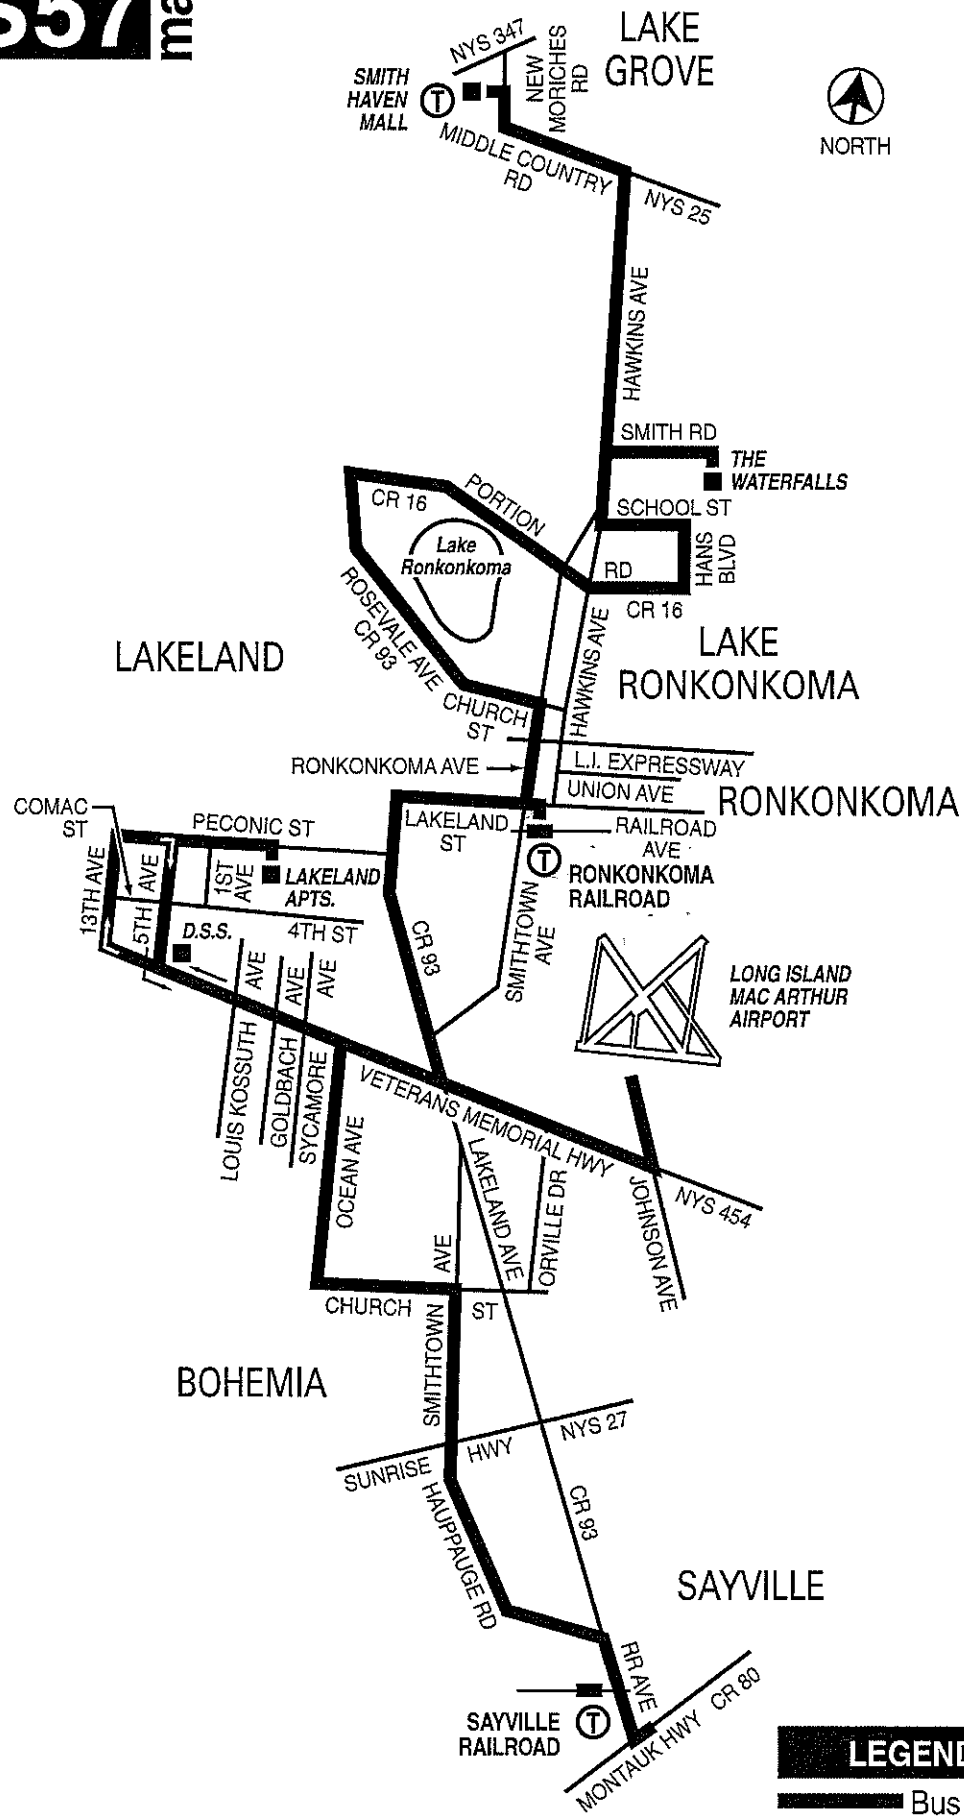 S57
ma
LAKE
GROVE
NYS 347
NEW
MORICHES
RD
SMITH
HAVEN
MALL
T
NORTH
MIDDLE COUNTRY
RD
NYS 25
HAWKINS AVE
SMITH RD
THE
WATERFALLS
SCHOOL ST
HANS
BLVD
CR 16
PORTION
RD
CR 16
Lake
Ronkonkoma
ROSEVALE AVE
CR 93
LAKELAND
LAKE
RONKONKOMA
HAWKINS AVE
CHURCH
ST
L.I. EXPRESSWAY
RONKONKOMA AVE
UNION AVE
RONKONKOMA
COMAC
ST
PECONIC ST
LAKELAND
ST
RAILROAD
AVE
T
RONKONKOMA
RAILROAD
13TH AVE
5TH AVE
1ST
AVE
LAKELAND
APTS.
D.S.S.
4TH ST
CR 93
SMITHTOWN
AVE
LONG ISLAND
MAC ARTHUR
AIRPORT
LOUIS KOSSUTH AVE
GOLDBACH AVE
SYCAMORE AVE
OCEAN AVE
VETERANS MEMORIAL HWY
NYS 454
LAKELAND AVE
ORVILLE DR
JOHNSON AVE
CHURCH ST
SMITHTOWN AVE
BOHEMIA
SUNRISE HWY
NYS 27
CR 93
HAUPPAUGE RD
SAYVILLE
RR AVE
SAYVILLE
RAILROAD
T
MONTAUK HWY CR 80
LEGEND
Bus